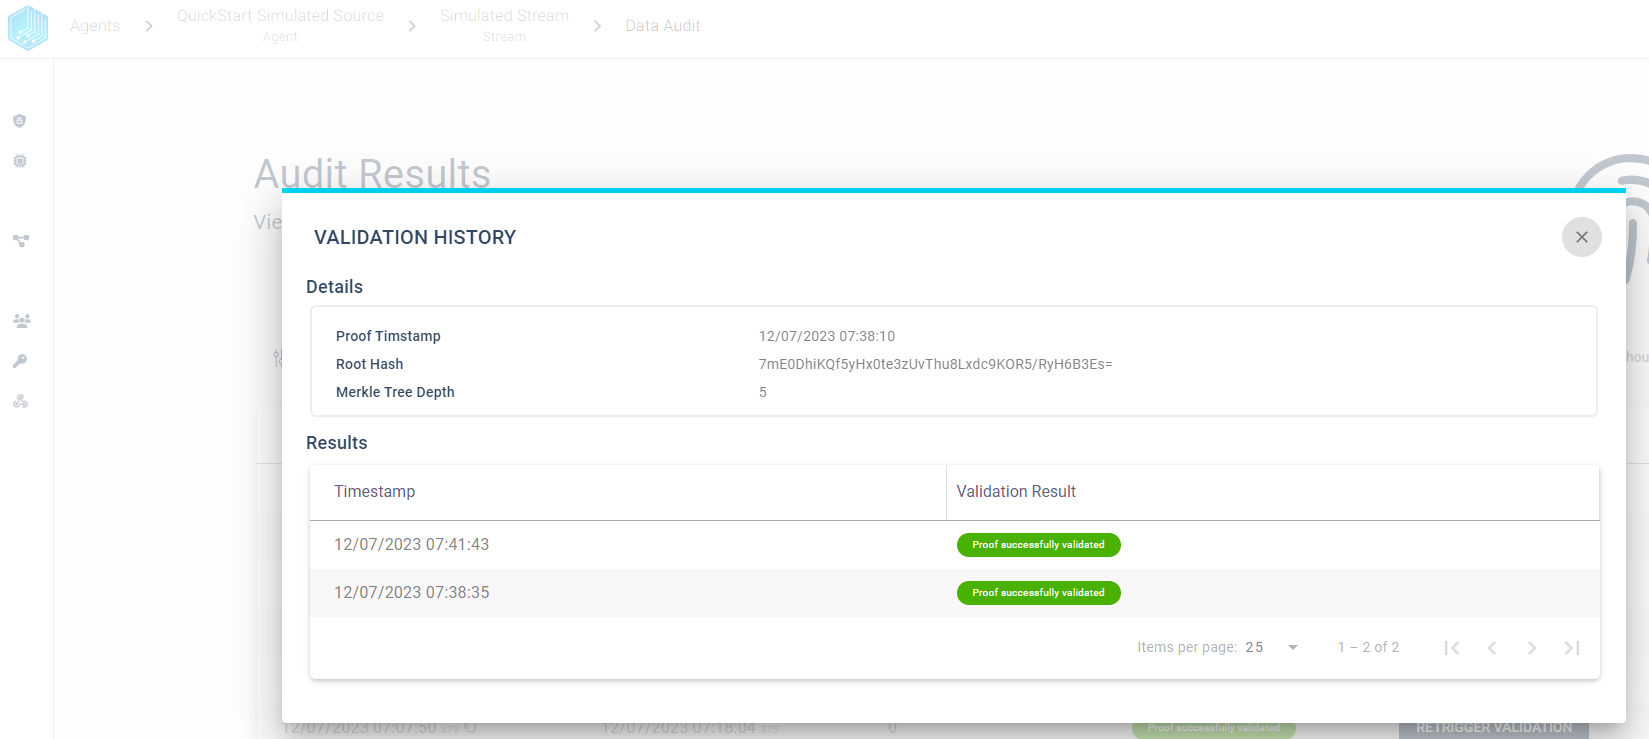 Agents
QuickStart Simulated Source
Agent
Simulated Stream
Stream
Data Audit
Audit Results
Vie
VALIDATION HISTORY
Details
Proof Timstamp 12/07/2023 07:38:10
Root Hash 7mE0DhiKQf5yHx0te3zUvThu8Lxdc9KOR5/RyH6B3Es=
Merkle Tree Depth 5
hou
Results
Timestamp Validation Result
12/07/2023 07:41:43 Proof successfully validated
12/07/2023 07:38:35 Proof successfully validated
Items per page: 25 1 – 2 of 2
12/07/2023 07:07:50 .479 12/07/2023 07:18:04 .875 0 Proof successfully validated RETRIGGER VALIDATION